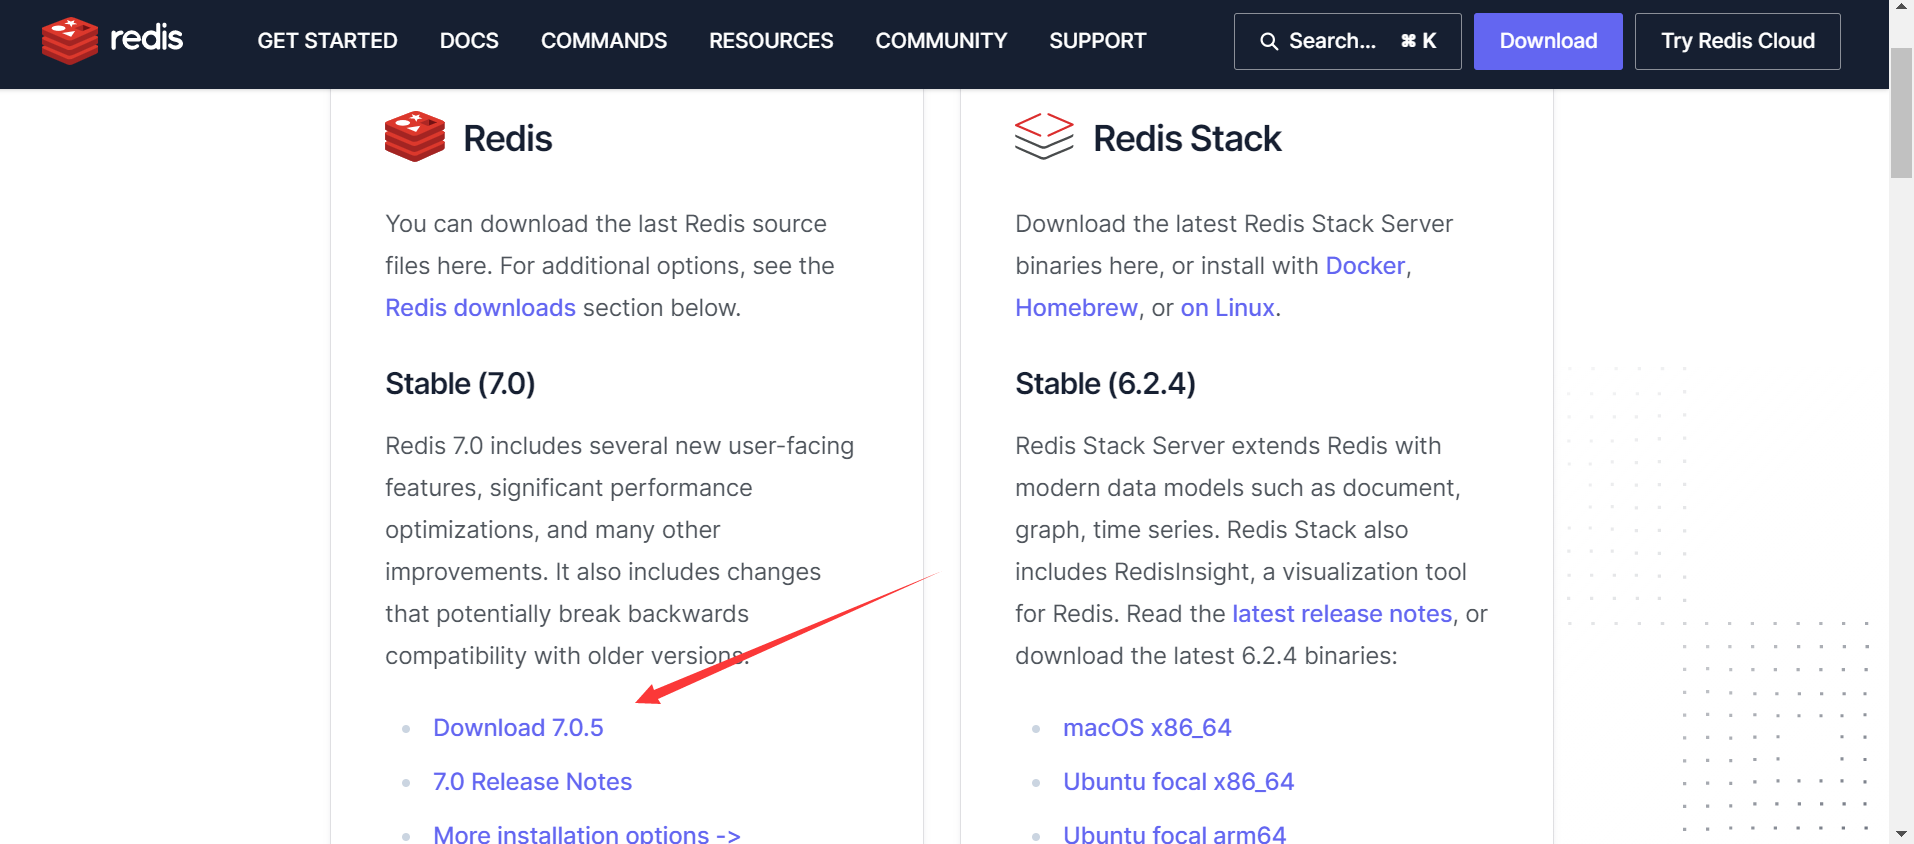 redis
GET STARTED DOCS COMMANDS RESOURCES COMMUNITY SUPPORT Search... ⌘ K Download Try Redis Cloud
Redis
You can download the last Redis source
files here. For additional options, see the
Redis downloads section below.
Stable (7.0)
Redis 7.0 includes several new user-facing
features, significant performance
optimizations, and many other
improvements. It also includes changes
that potentially break backwards
compatibility with older versions.
Download 7.0.5
7.0 Release Notes
More installation options ->
Redis Stack
Download the latest Redis Stack Server
binaries here, or install with Docker,
Homebrew, or on Linux.
Stable (6.2.4)
Redis Stack Server extends Redis with
modern data models such as document,
graph, time series. Redis Stack also
includes RedisInsight, a visualization tool
for Redis. Read the latest release notes, or
download the latest 6.2.4 binaries:
macOS x86_64
Ubuntu focal x86_64
Ubuntu focal arm64